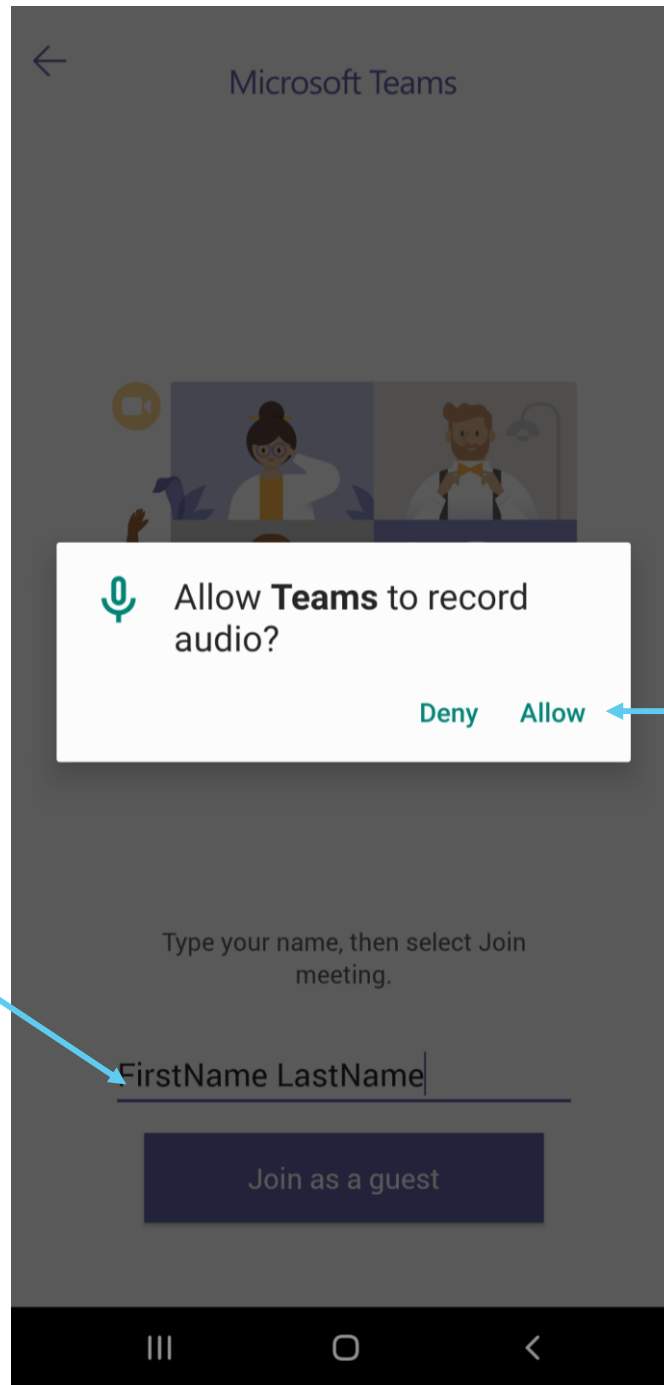 Microsoft Teams
Allow Teams to record
audio?
Deny Allow
Type your name, then select Join
meeting.
FirstName LastName
Join as a guest